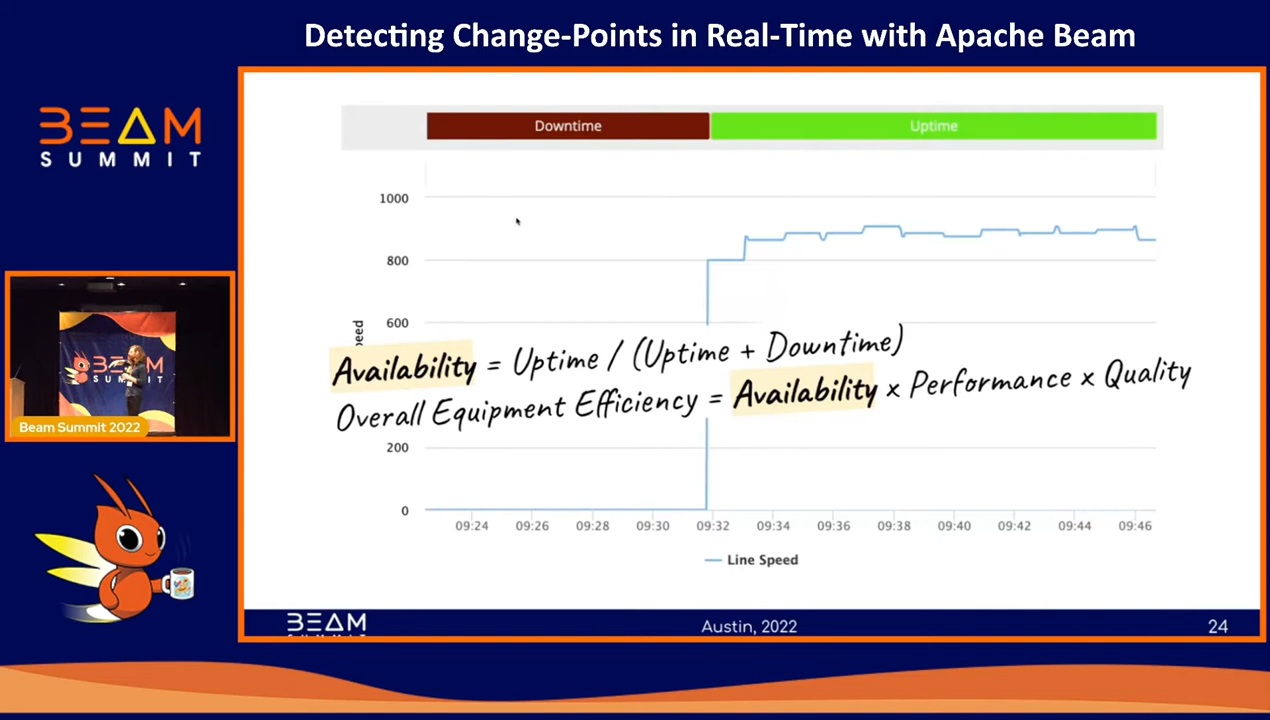 Detecting Change-Points in Real-Time with Apache Beam
BEAM
SUMMIT
Downtime
Uptime
1000
800
600
200
0
peed
Availability = Uptime / (Uptime + Downtime)
Overall Equipment Efficiency = Availability x Performance x Quality
09:24 09:26 09:28 09:30 09:32 09:34 09:36 09:38 09:40 09:42 09:44 09:46
Line Speed
BEAM
SUMMIT
Beam Summit 2022
BEAM
Austin, 2022
24